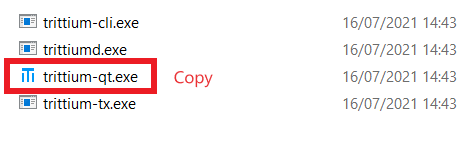 trittium-cli.exe 16/07/2021 14:43
trittiumd.exe 16/07/2021 14:43
trittium-qt.exe Copy 16/07/2021 14:43
trittium-tx.exe 16/07/2021 14:43